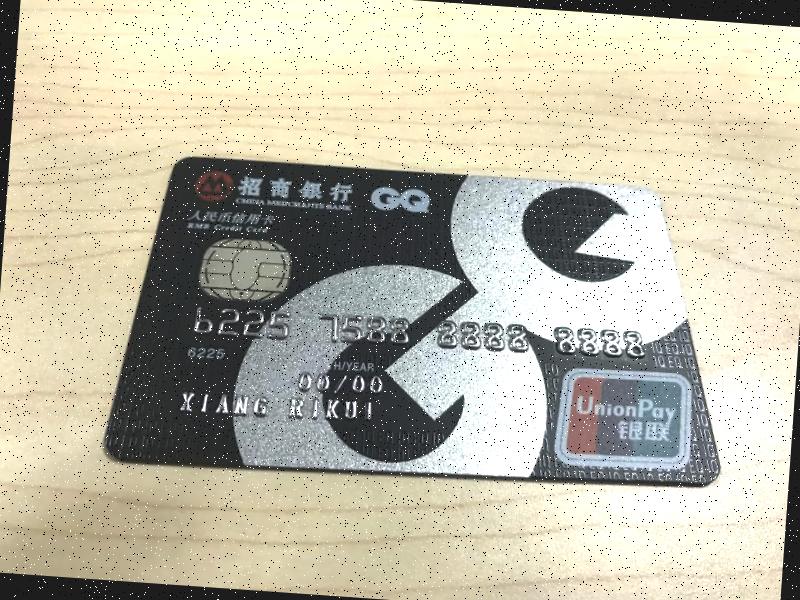 招商银行 GQ
CHINA MERCHANTS BANK
人民币信用卡
RMB Credit Card
6225 7588 8888 8888
6225
H/YEAR
00/00
XIANG RIKUI
UnionPay
银联